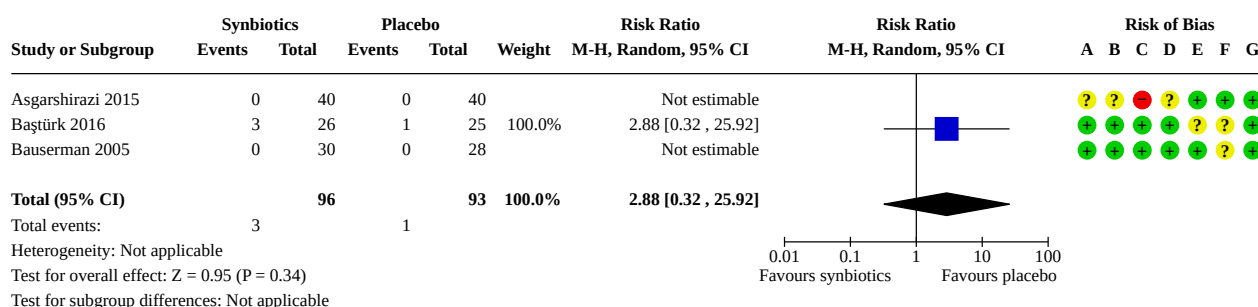 Synbiotics Placebo Risk Ratio Risk Ratio Risk of Bias
Study or Subgroup Events Total Events Total Weight M-H, Random, 95% CI M-H, Random, 95% CI A B C D E F G
Asgarshirazi 2015 0 40 0 40 Not estimable ? ? − ? + + +
Baştürk 2016 3 26 1 25 100.0% 2.88 [0.32 , 25.92] + + + + ? ? +
Bauserman 2005 0 30 0 28 Not estimable + + + + + ? +
Total (95% CI) 96 93 100.0% 2.88 [0.32 , 25.92]
Total events: 3 1
Heterogeneity: Not applicable
0.01 0.1 1 10 100
Test for overall effect: Z = 0.95 (P = 0.34)
Favours synbiotics Favours placebo
Test for subgroup differences: Not applicable